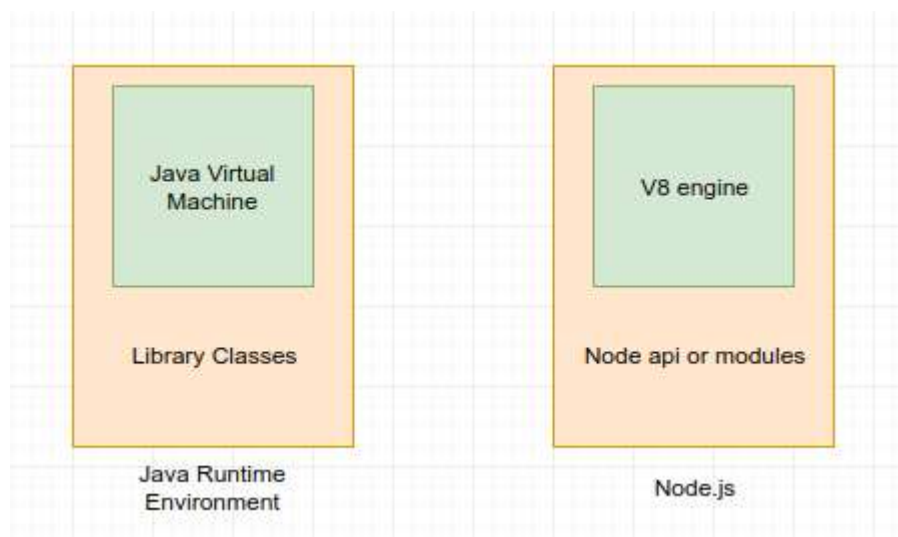 Java Virtual
Machine
Library Classes
Java Runtime
Environment
V8 engine
Node api or modules
Node.js